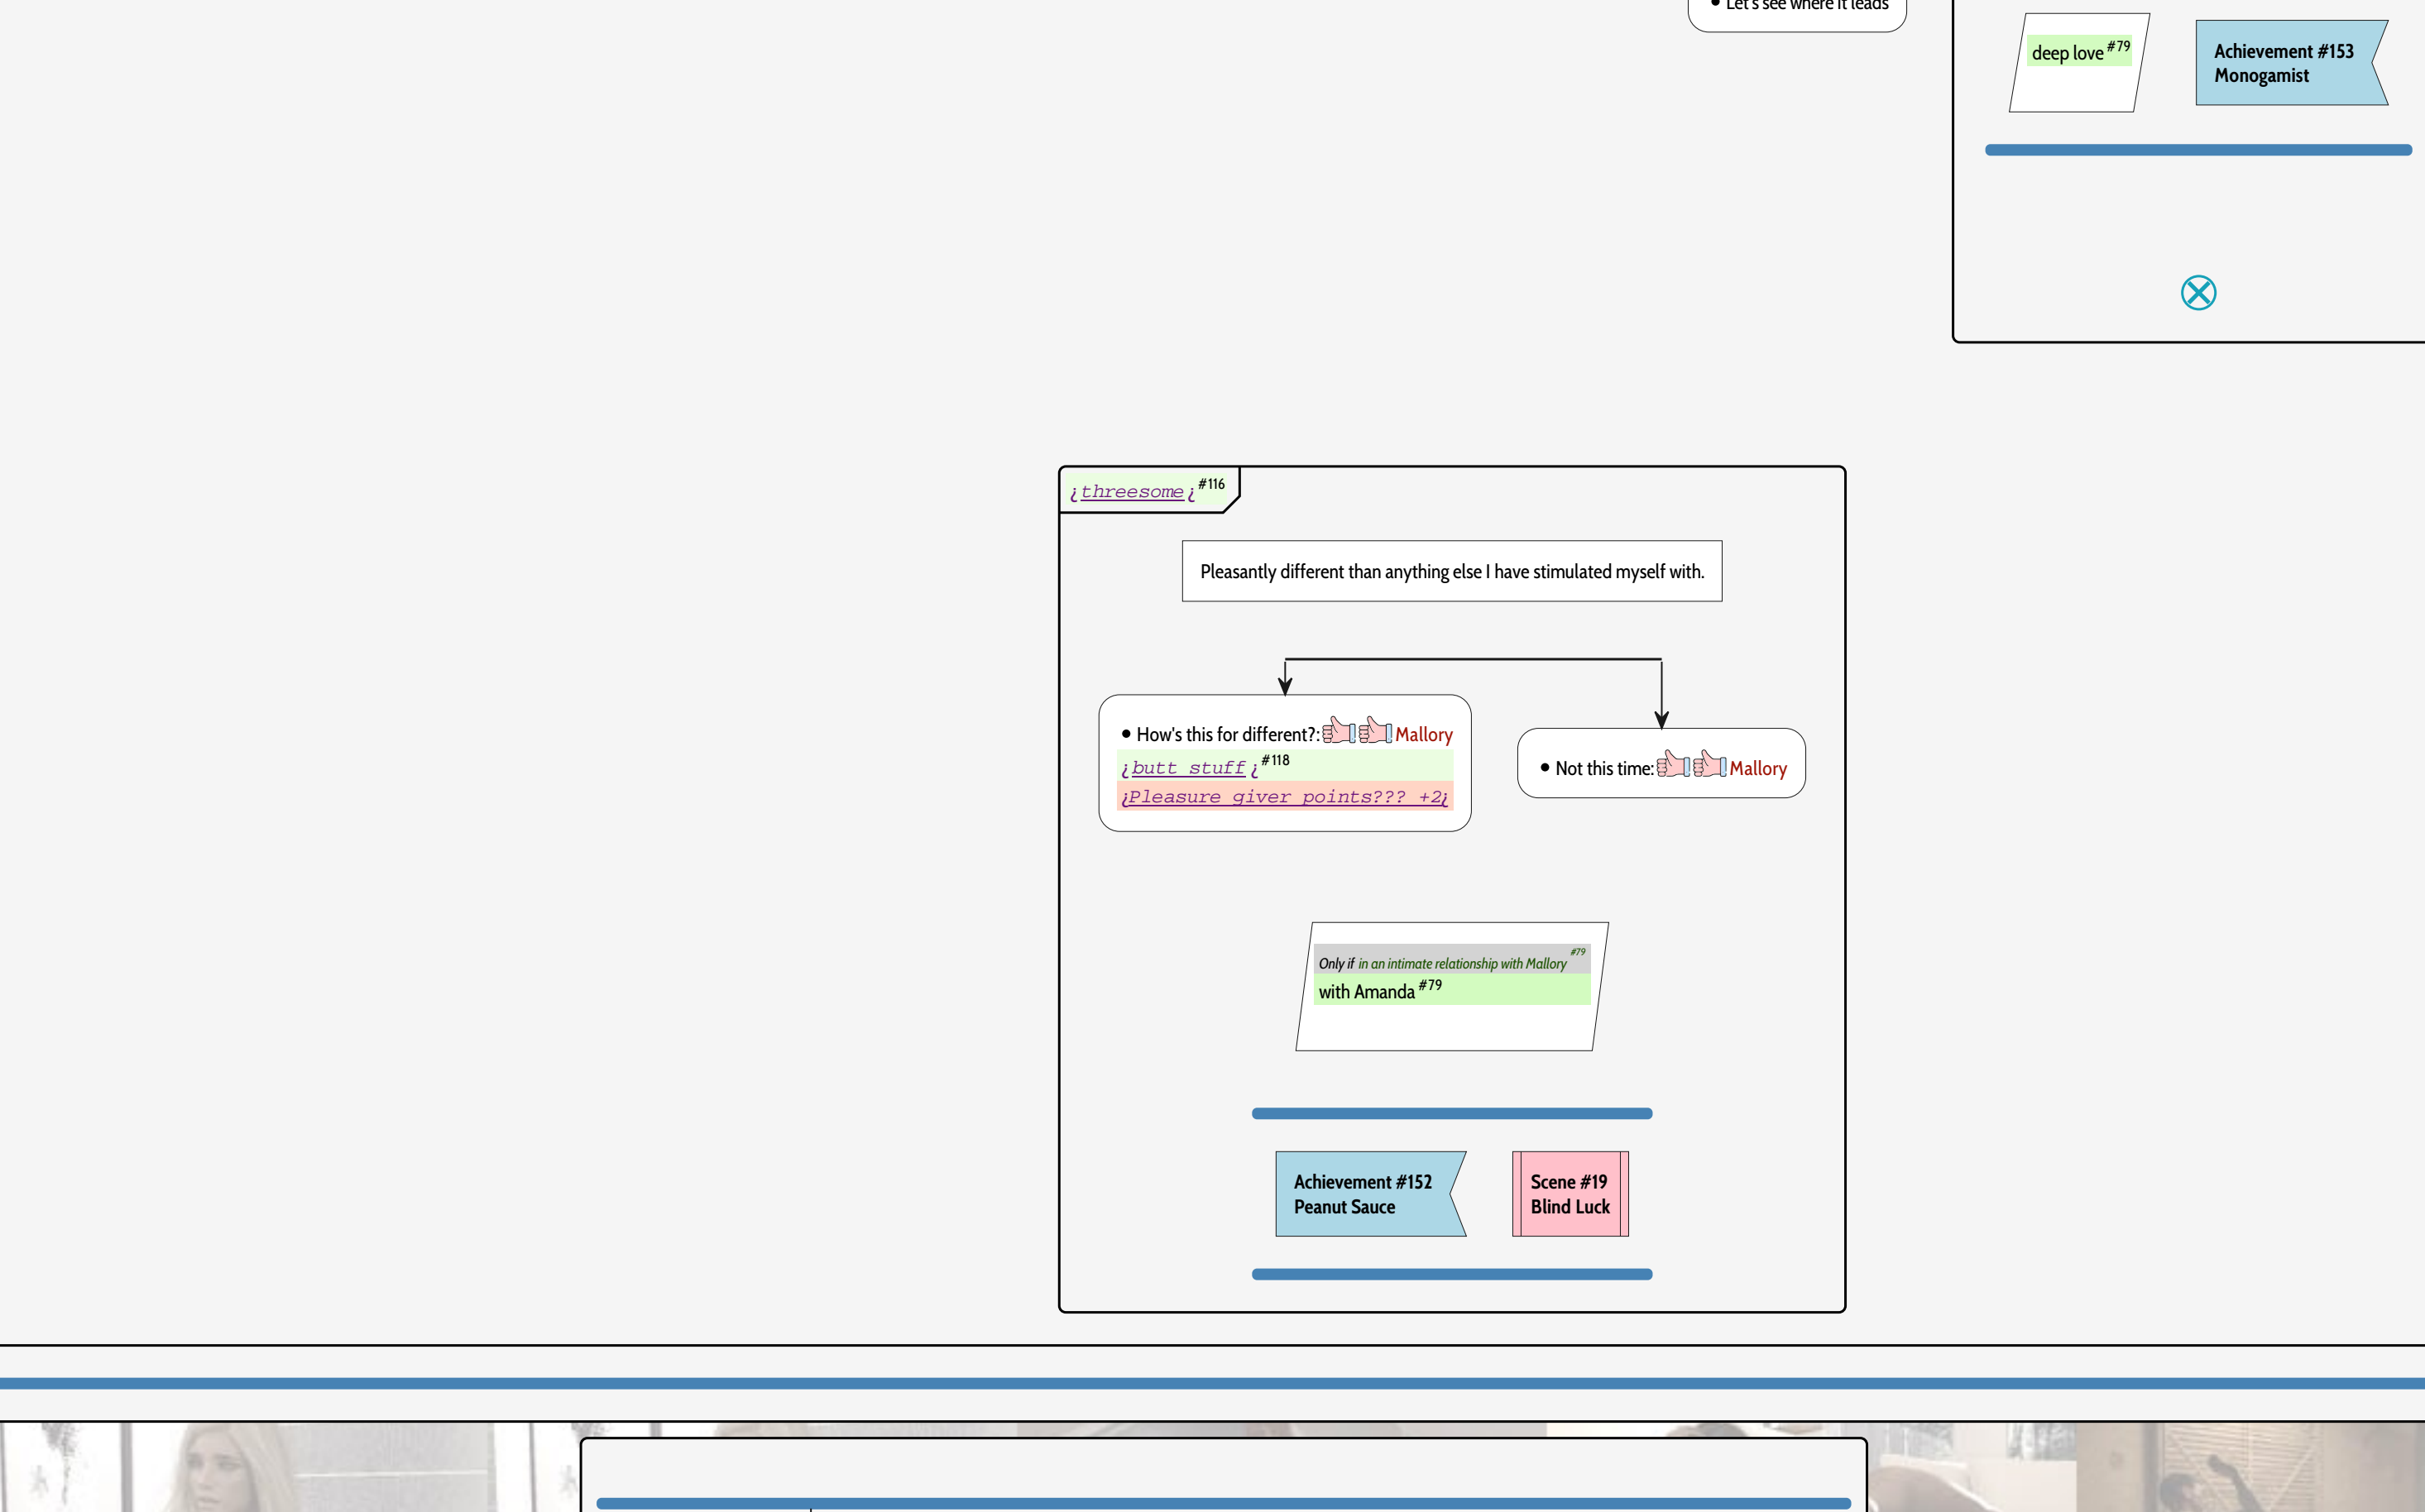 • Let's see where it leads
deep love #79
Achievement #153
Monogamist
¿threesome¿ #116
Pleasantly different than anything else I have stimulated myself with.
• How's this for different?: Mallory
¿butt stuff¿ #118
¿Pleasure giver points??? +2¿
• Not this time: Mallory
Only if in an intimate relationship with Mallory #79
with Amanda #79
Achievement #152
Peanut Sauce
Scene #19
Blind Luck